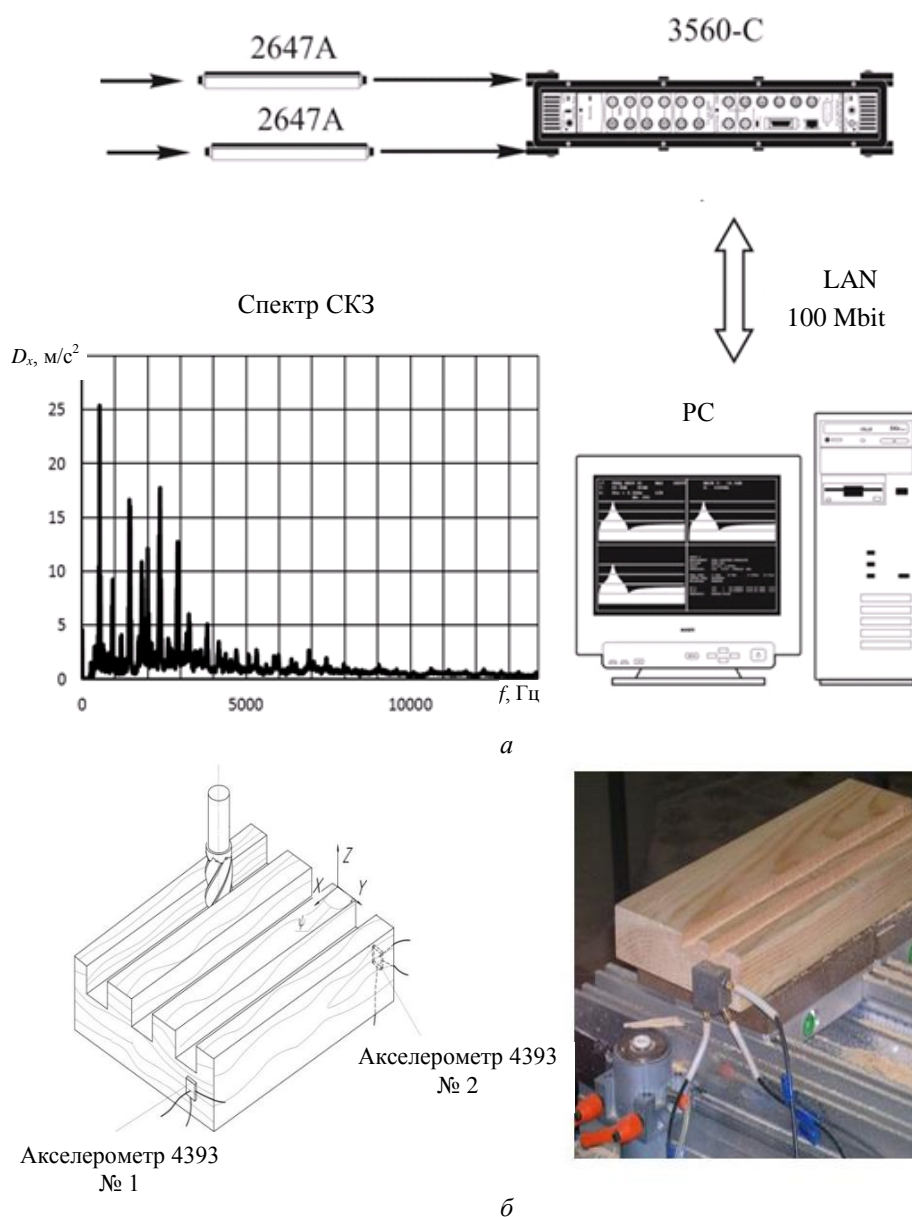 2647A
3560-C
2647A
LAN
100 Mbit
Спектр СКЗ
D_x, м/с²
25
20
15
10
5
0
0
5000
10000
f, Гц
PC
а
Z
X
Y
ψ
Акселерометр 4393
№ 2
Акселерометр 4393
№ 1
б